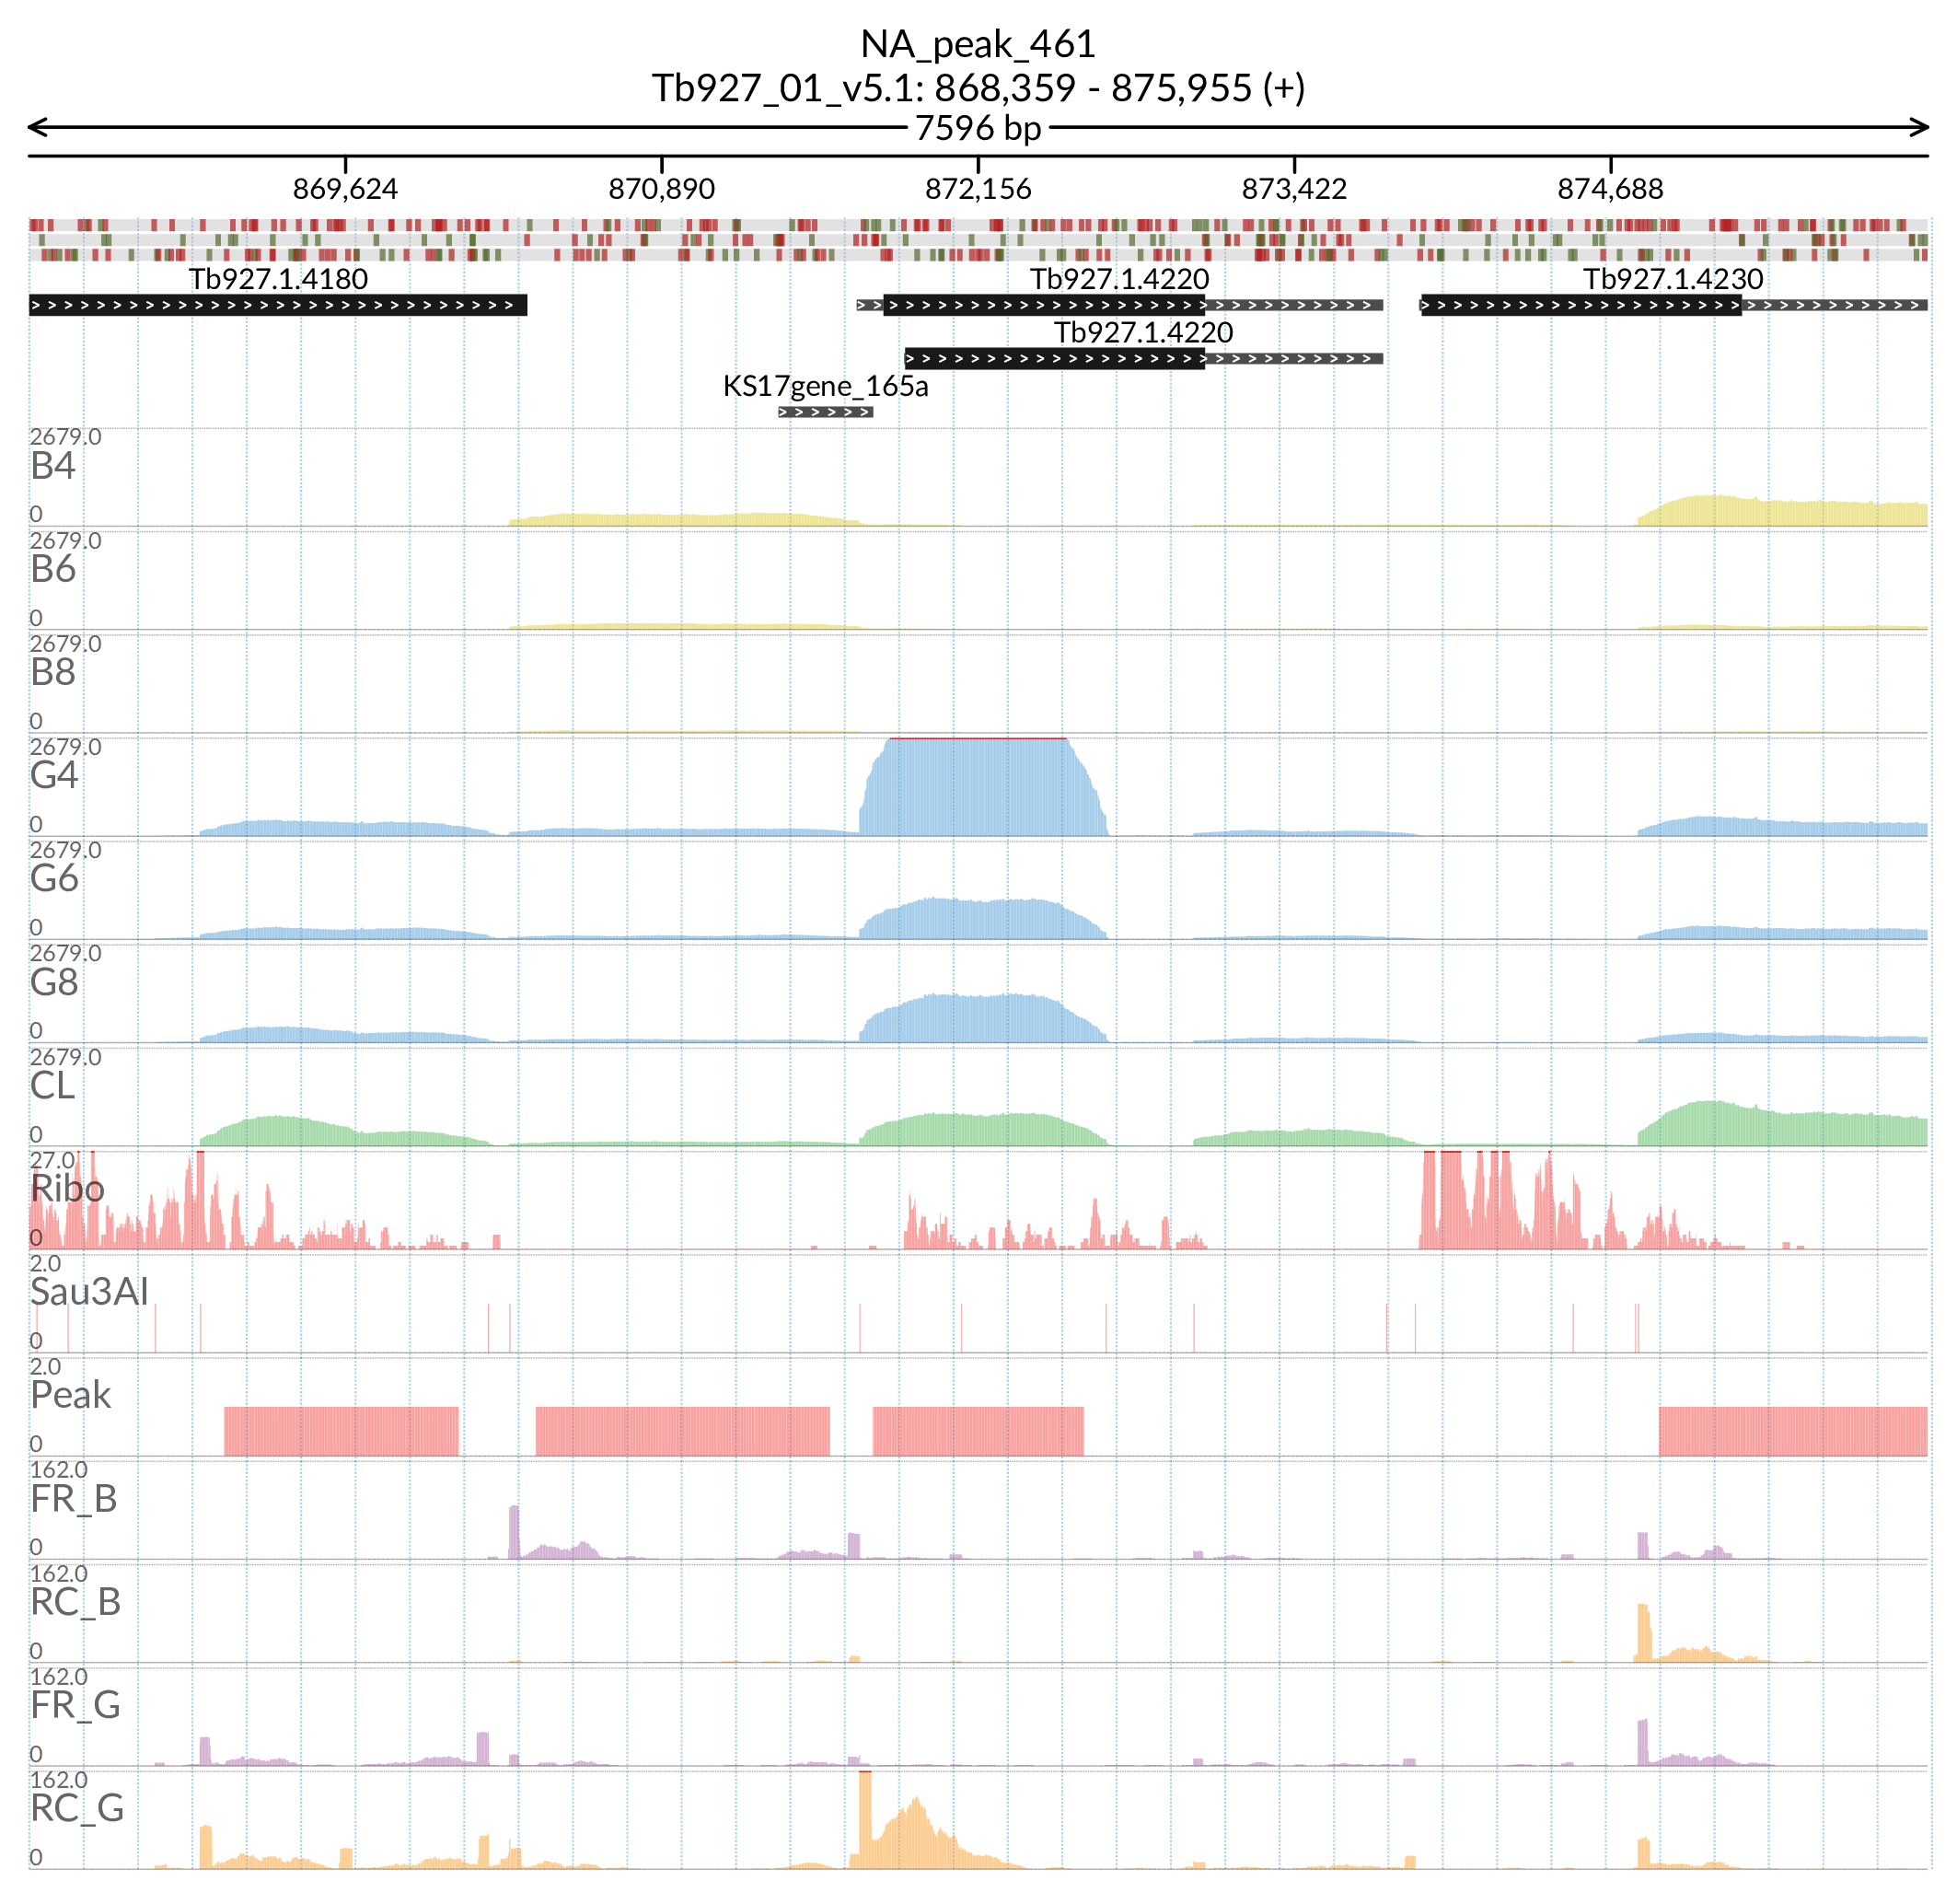 NA_peak_461
Tb927_01_v5.1: 868,359 - 875,955 (+)
7596 bp
869,624 870,890 872,156 873,422 874,688
Tb927.1.4180 Tb927.1.4220 Tb927.1.4230
Tb927.1.4220
KS17gene_165a
2679.0
B4
0
2679.0
B6
0
2679.0
B8
0
2679.0
G4
0
2679.0
G6
0
2679.0
G8
0
2679.0
CL
0
27.0
Ribo
0
2.0
Sau3AI
0
2.0
Peak
0
162.0
FR_B
0
162.0
RC_B
0
162.0
FR_G
0
162.0
RC_G
0